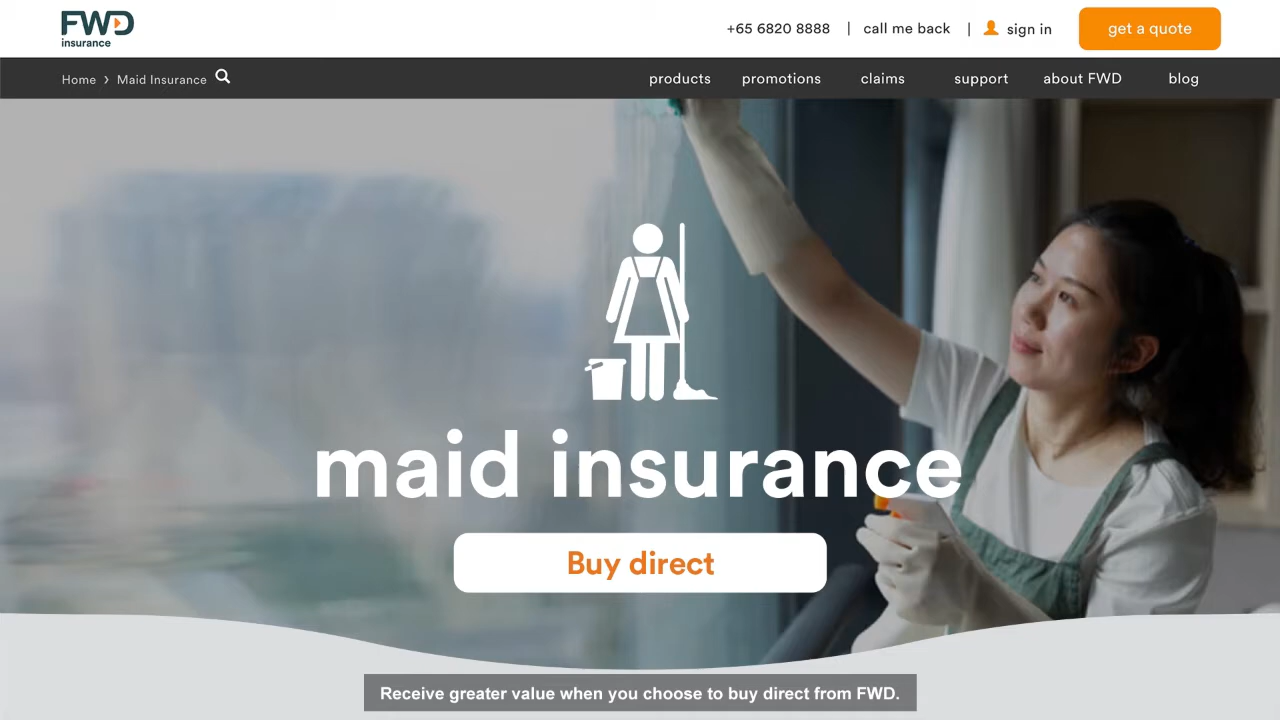 FWD
insurance
+65 6820 8888 | call me back | sign in
get a quote
Home › Maid Insurance
products
promotions
claims
support
about FWD
blog
maid insurance
Buy direct
Receive greater value when you choose to buy direct from FWD.